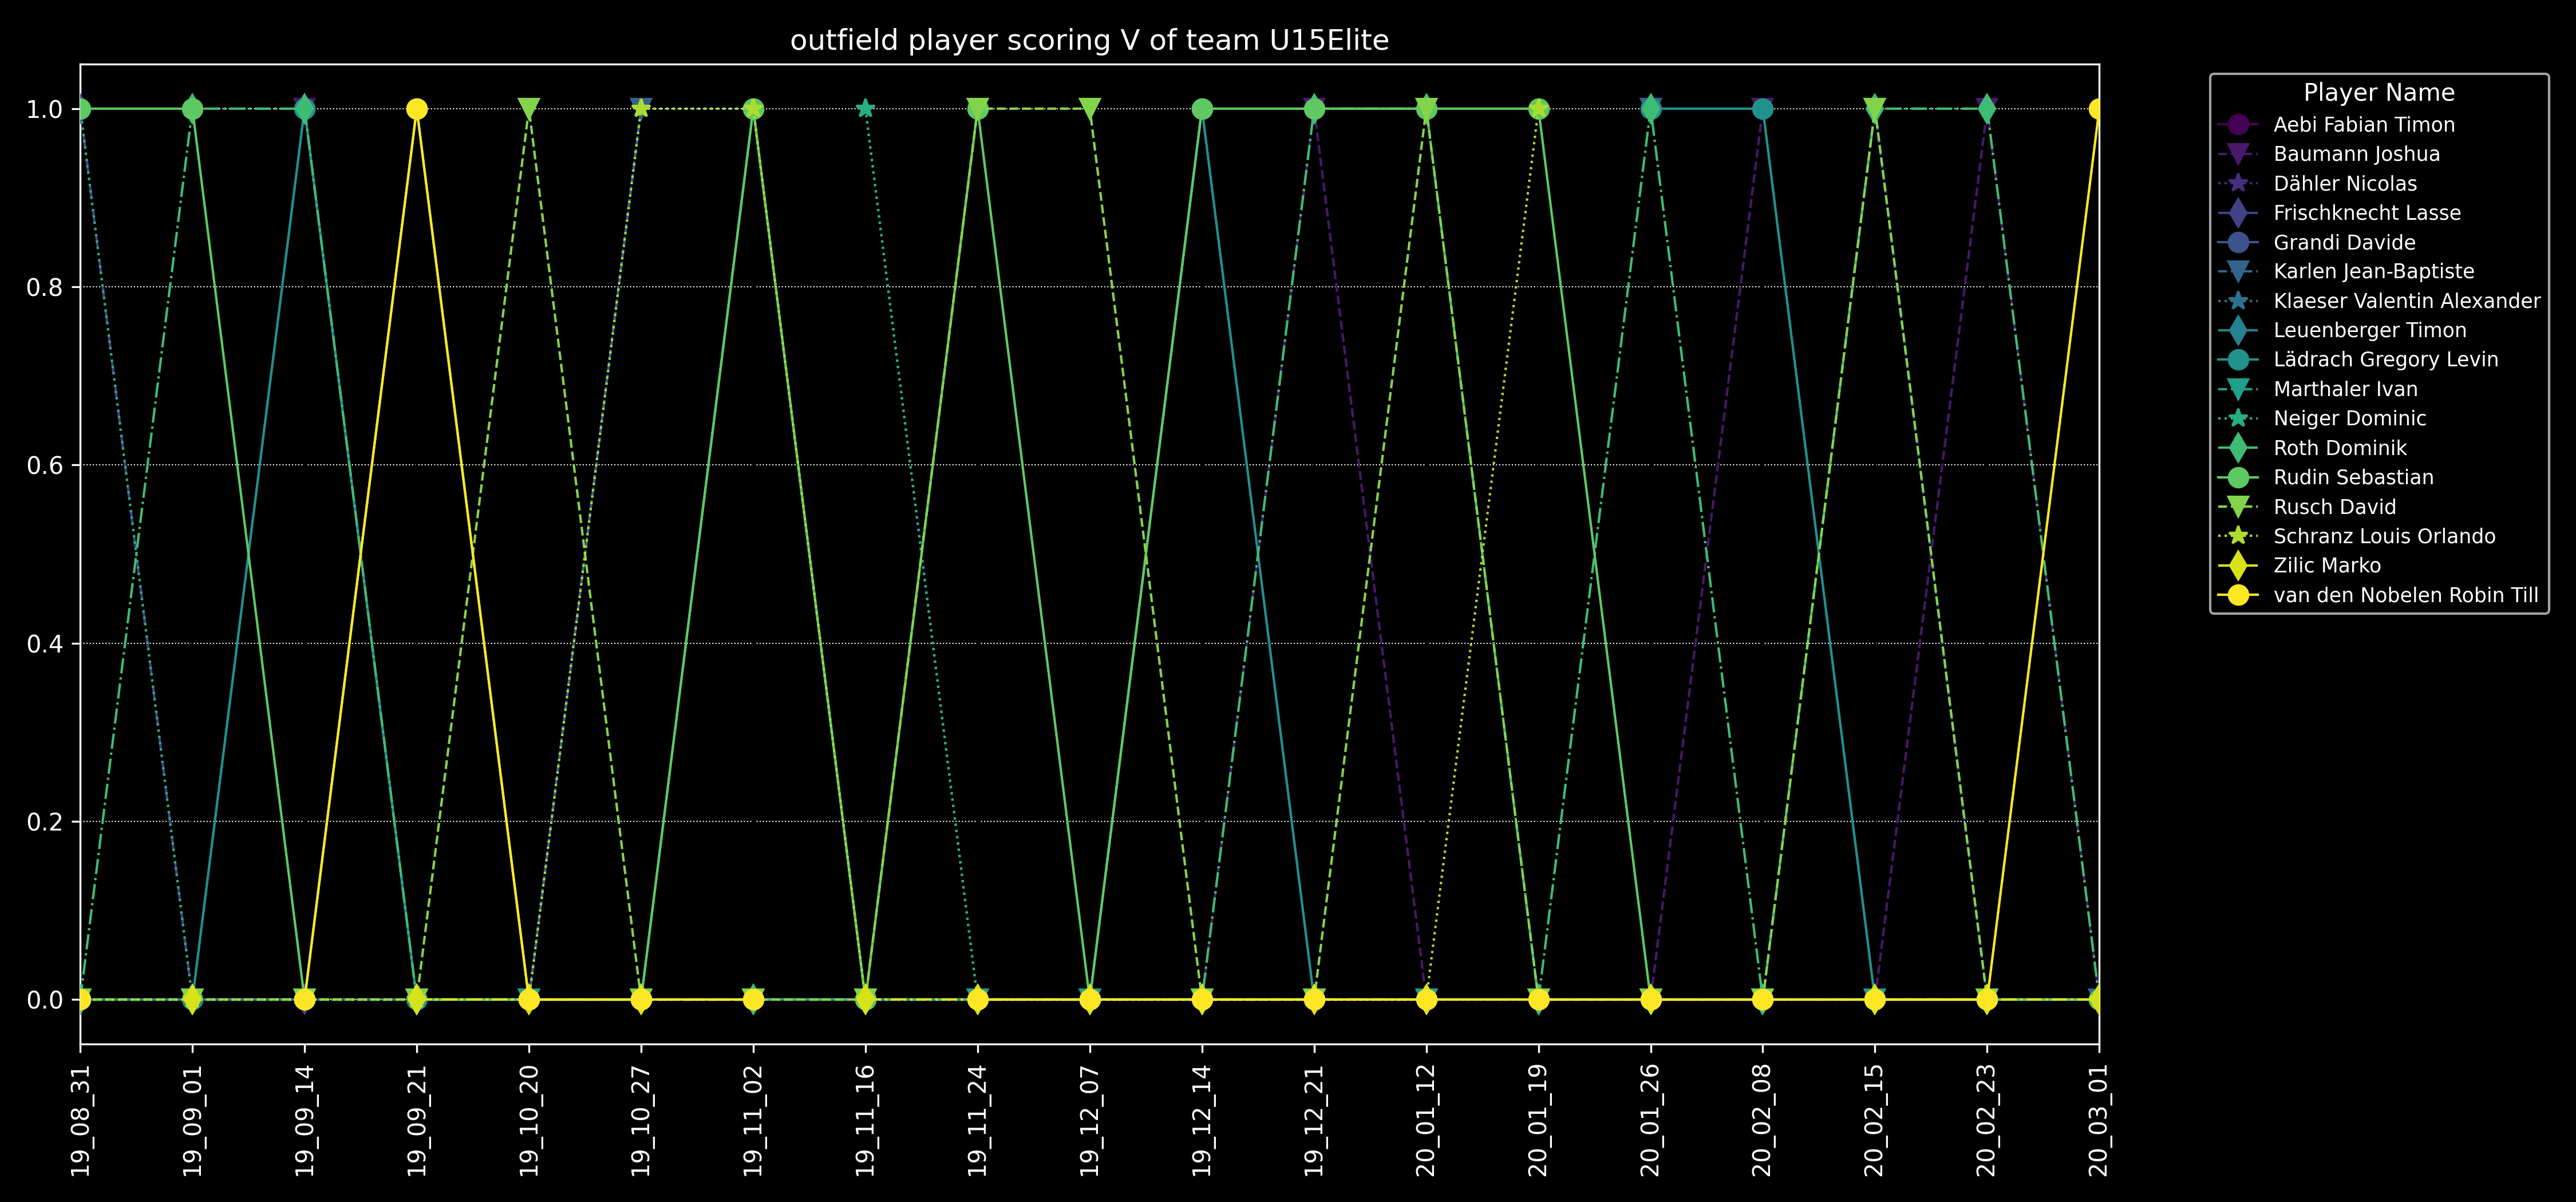 outfield player scoring V of team U15Elite
1.0
0.8
0.6
0.4
0.2
0.0
19_08_31
19_09_01
19_09_14
19_09_21
19_10_20
19_10_27
19_11_02
19_11_16
19_11_24
19_12_07
19_12_14
19_12_21
20_01_12
20_01_19
20_01_26
20_02_08
20_02_15
20_02_23
20_03_01
Player Name
Aebi Fabian Timon
Baumann Joshua
Dähler Nicolas
Frischknecht Lasse
Grandi Davide
Karlen Jean-Baptiste
Klaeser Valentin Alexander
Leuenberger Timon
Lädrach Gregory Levin
Marthaler Ivan
Neiger Dominic
Roth Dominik
Rudin Sebastian
Rusch David
Schranz Louis Orlando
Zilic Marko
van den Nobelen Robin Till